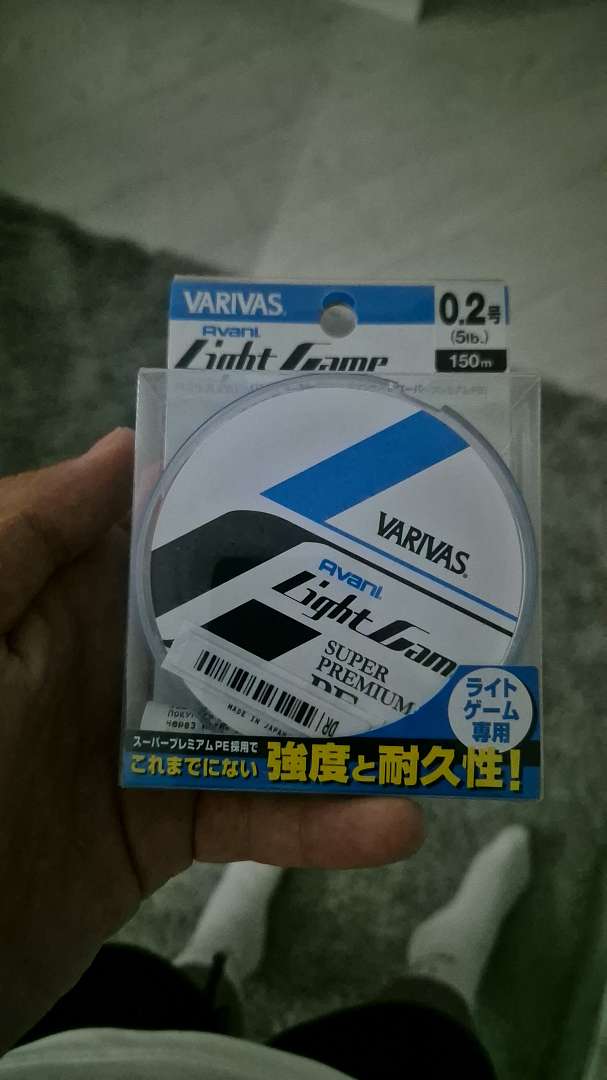 VARIVAS
0.2号
(5lb.)
Avani
Light Game
150m
VARIVAS
Avani
Light Gam
SUPER
PREMIUM
PE
MADE IN JAPAN
ライト
ゲーム
専用
スーパープレミアムPE採用で
これまでにない 強度と耐久性!